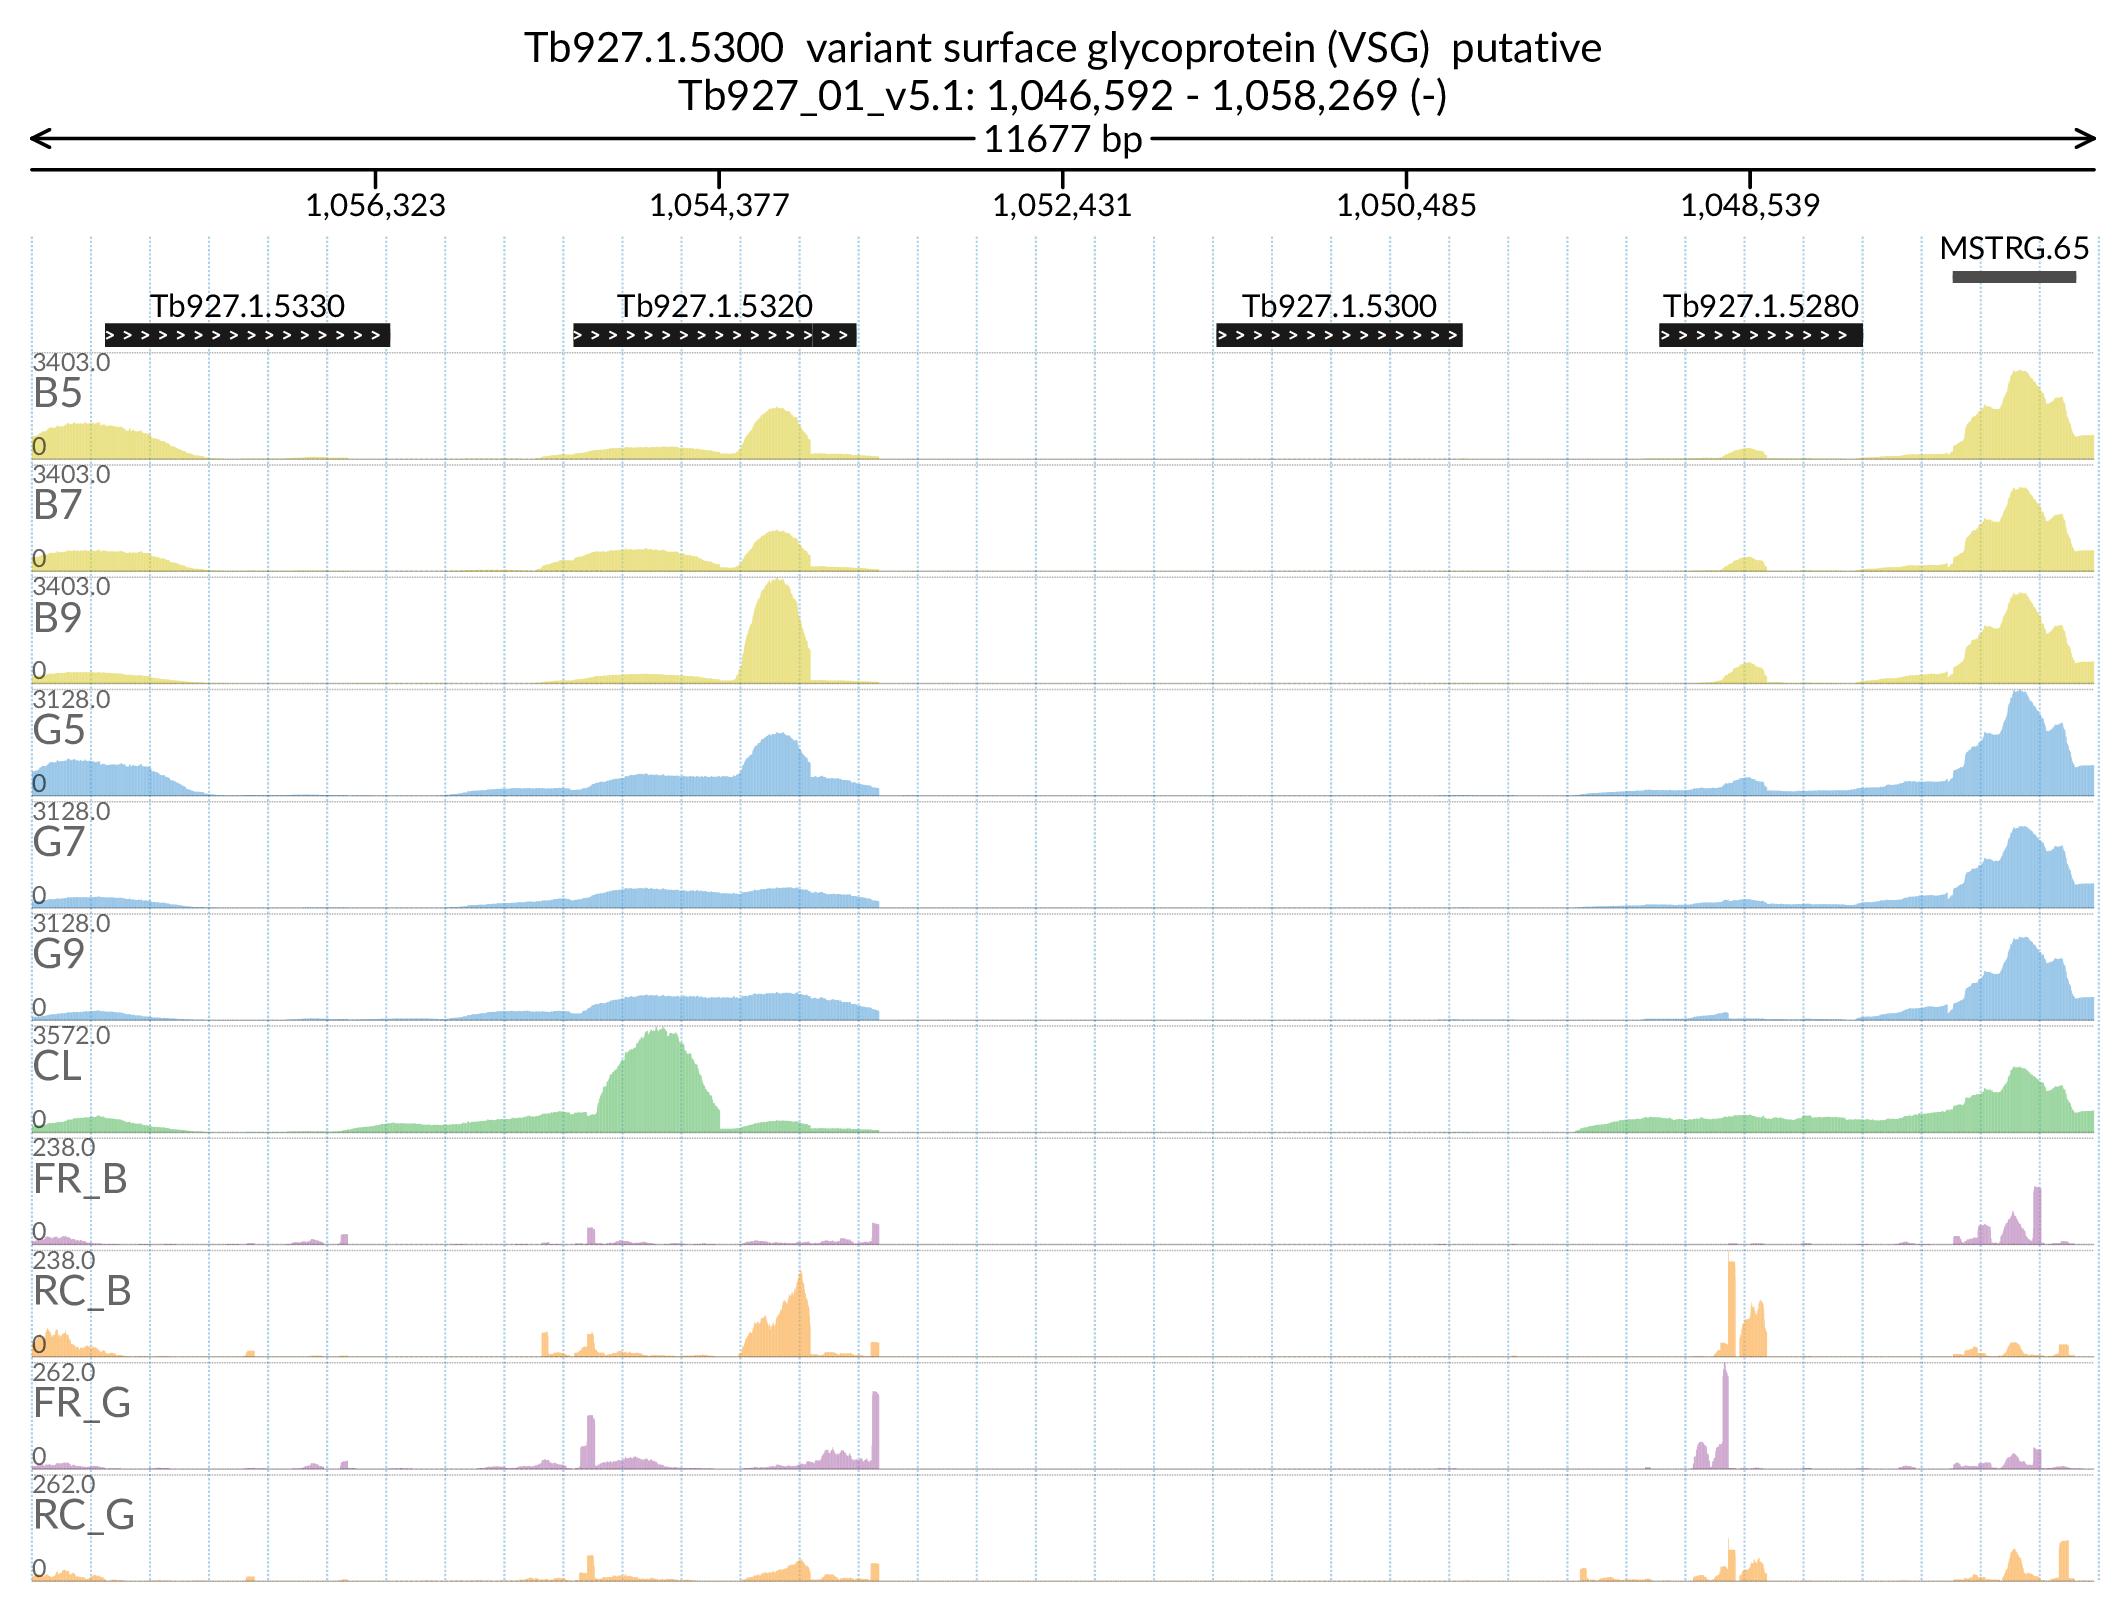 Tb927.1.5300  variant surface glycoprotein (VSG)  putative
Tb927_01_v5.1: 1,046,592 - 1,058,269 (-)
11677 bp
1,056,323 1,054,377 1,052,431 1,050,485 1,048,539
MSTRG.65
Tb927.1.5330 Tb927.1.5320 Tb927.1.5300 Tb927.1.5280
3403.0
B5
0
3403.0
B7
0
3403.0
B9
0
3128.0
G5
0
3128.0
G7
0
3128.0
G9
0
3572.0
CL
0
238.0
FR_B
0
238.0
RC_B
0
262.0
FR_G
0
262.0
RC_G
0